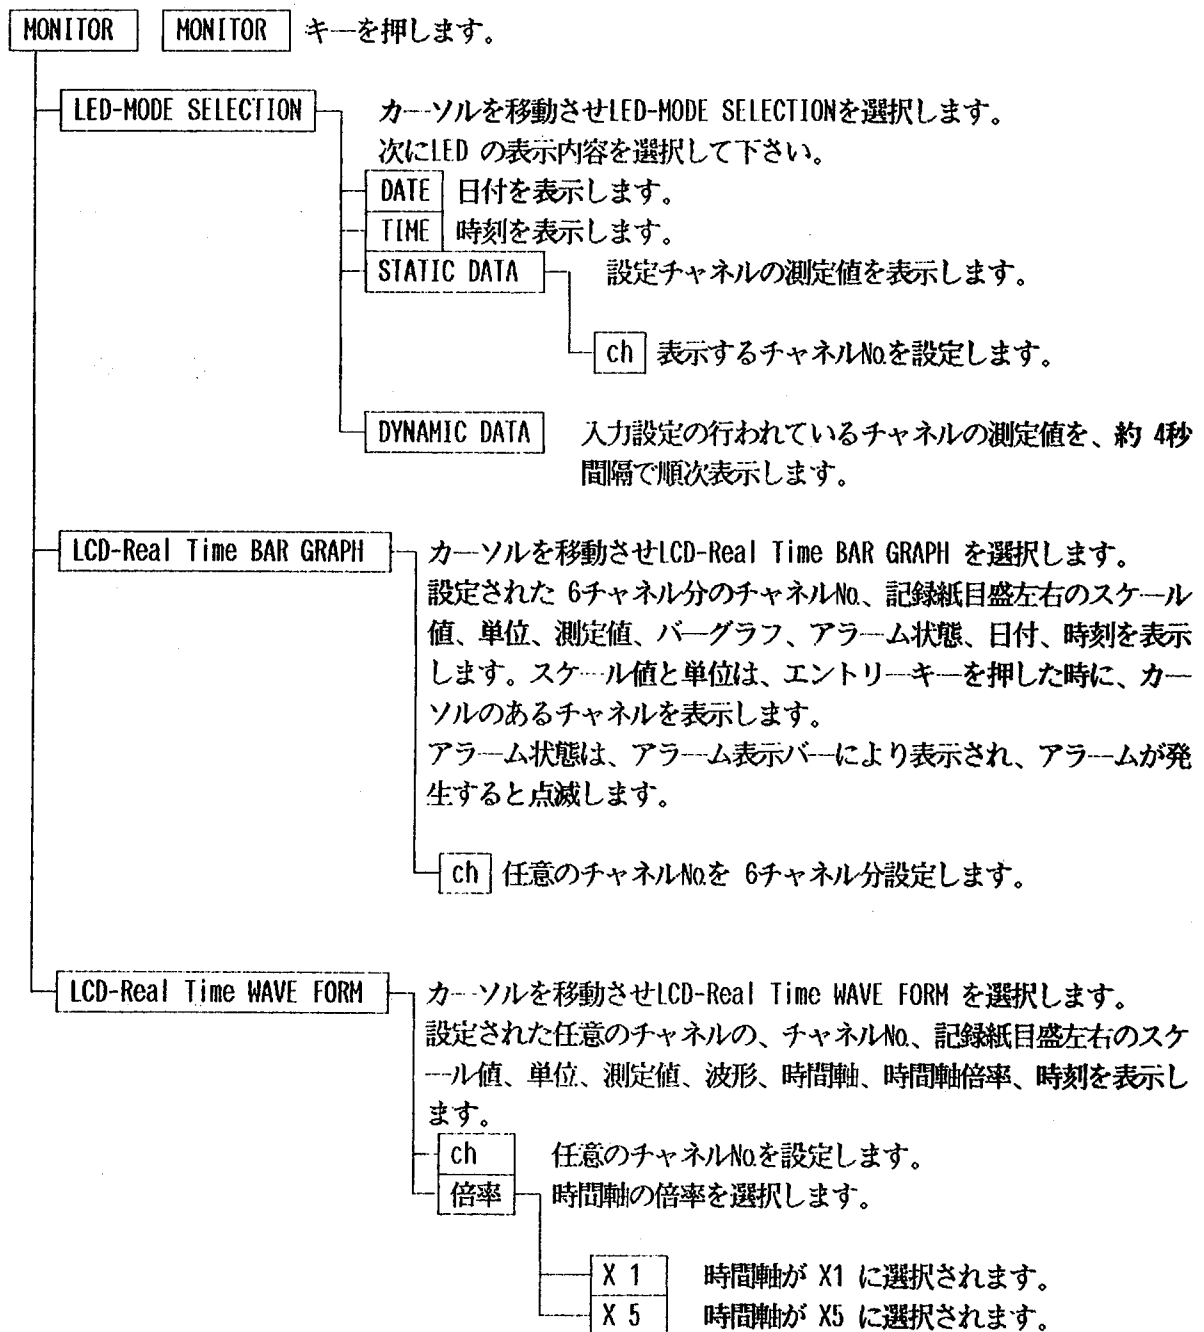 MONITOR MONITOR キーを押します。
LED-MODE SELECTION カーソルを移動させLED-MODE SELECTIONを選択します。
次にLED の表示内容を選択して下さい。
DATE 日付を表示します。
TIME 時刻を表示します。
STATIC DATA 設定チャネルの測定値を表示します。
ch 表示するチャネル№を設定します。
DYNAMIC DATA 入力設定の行われているチャネルの測定値を、約 4秒
間隔で順次表示します。
LCD-Real Time BAR GRAPH カーソルを移動させLCD-Real Time BAR GRAPH を選択します。
設定された 6チャネル分のチャネル№、記録紙目盛左右のスケール
値、単位、測定値、バーグラフ、アラーム状態、日付、時刻を表示
します。スケール値と単位は、エントリーキーを押した時に、カー
ソルのあるチャネルを表示します。
アラーム状態は、アラーム表示バーにより表示され、アラームが発
生すると点滅します。
ch 任意のチャネル№を 6チャネル分設定します。
LCD-Real Time WAVE FORM カーソルを移動させLCD-Real Time WAVE FORM を選択します。
設定された任意のチャネルの、チャネル№、記録紙目盛左右のスケ
ール値、単位、測定値、波形、時間軸、時間軸倍率、時刻を表示し
ます。
ch 任意のチャネル№を設定します。
倍率 時間軸の倍率を選択します。
X 1 時間軸が X1 に選択されます。
X 5 時間軸が X5 に選択されます。